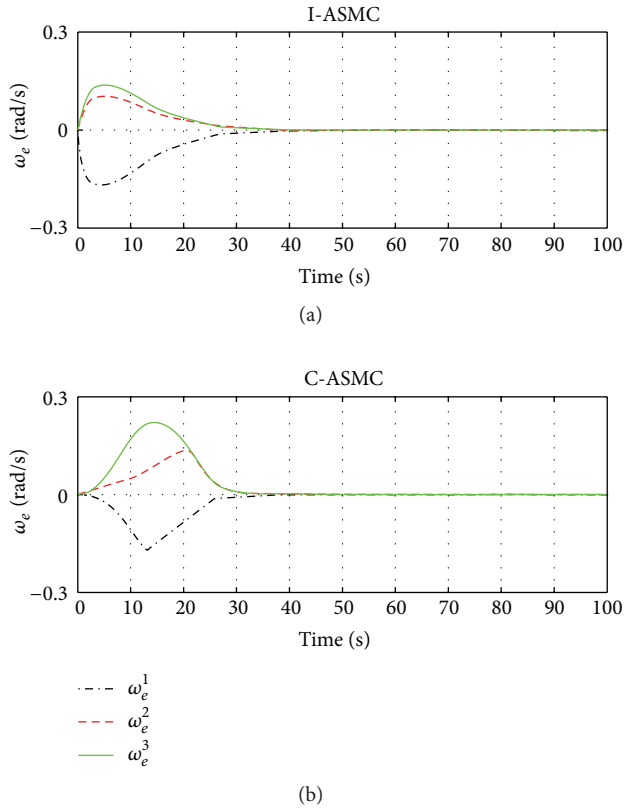 I-ASMC
0.3
0
−0.3
ω_e (rad/s)
0 10 20 30 40 50 60 70 80 90 100
Time (s)
(a)
C-ASMC
0.3
0
−0.3
ω_e (rad/s)
0 10 20 30 40 50 60 70 80 90 100
Time (s)
ω_e^1
ω_e^2
ω_e^3
(b)